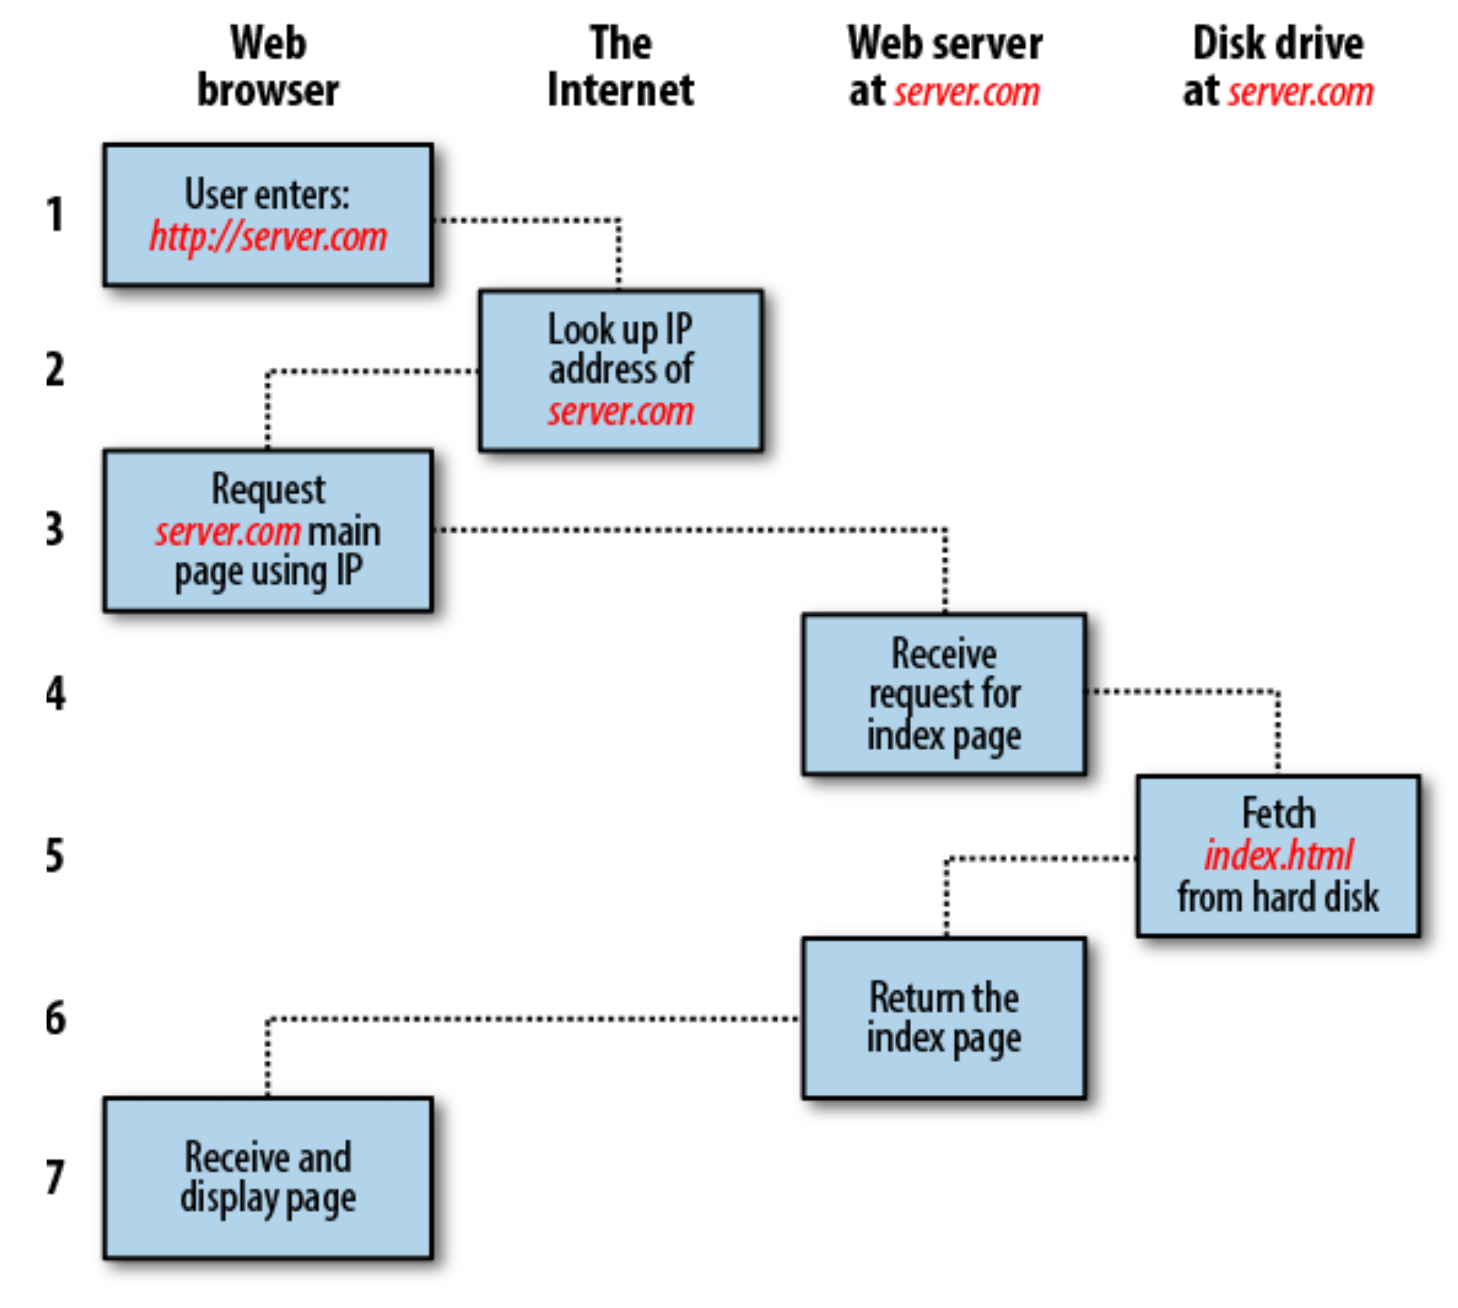 Web
browser
The
Internet
Web server
at server.com
Disk drive
at server.com
1
User enters:
http://server.com
2
Look up IP
address of
server.com
3
Request
server.com main
page using IP
4
Receive
request for
index page
5
Fetch
index.html
from hard disk
6
Return the
index page
7
Receive and
display page